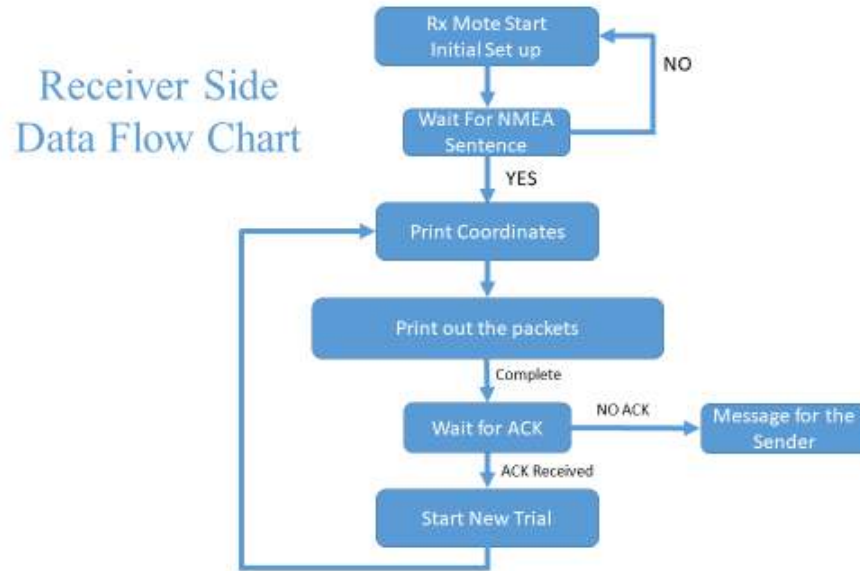 Receiver Side
Data Flow Chart
Rx Mote Start
Initial Set up
NO
Wait For NMEA
Sentence
YES
Print Coordinates
Print out the packets
Complete
Wait for ACK
NO ACK
Message for the
Sender
ACK Received
Start New Trial